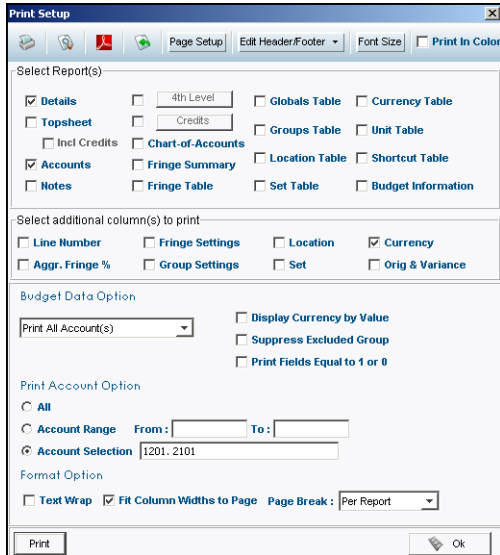 Print Setup
Page Setup Edit Header/Footer Font Size Print In Color
Select Report(s)
Details 4th Level Globals Table Currency Table
Topsheet Credits Groups Table Unit Table
Incl Credits Chart-of-Accounts Location Table Shortcut Table
Accounts Fringe Summary Set Table Budget Information
Notes Fringe Table
Select additional column(s) to print
Line Number Fringe Settings Location Currency
Aggr. Fringe % Group Settings Set Orig & Variance
Budget Data Option
Print All Account(s) Display Currency by Value
Suppress Excluded Group
Print Fields Equal to 1 or 0
Print Account Option
All
Account Range From : To :
Account Selection 1201. 2101
Format Option
Text Wrap Fit Column Widths to Page Page Break : Per Report
Print Ok